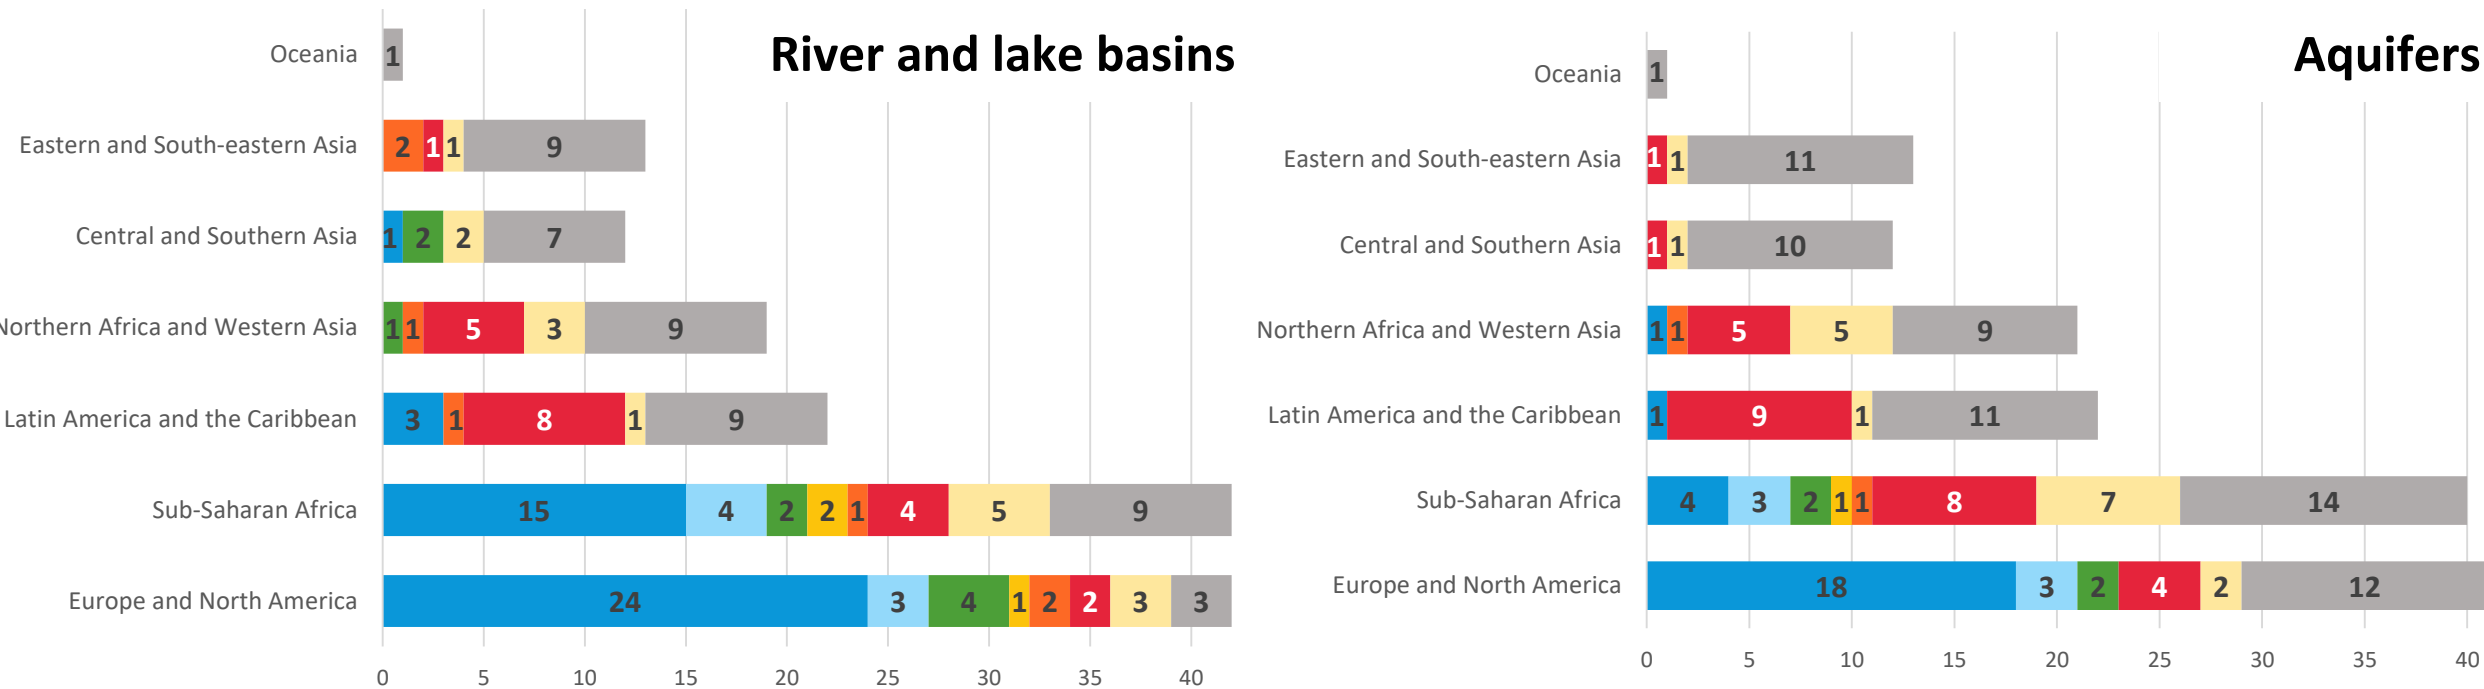 River and lake basins
Oceania
1
Eastern and South-eastern Asia
2 1 1 9
Central and Southern Asia
1 2 2 7
Northern Africa and Western Asia
1 1 5 3 9
Latin America and the Caribbean
3 1 8 1 9
Sub-Saharan Africa
15 4 2 2 1 4 5 9
Europe and North America
24 3 4 1 2 2 3 3
0 5 10 15 20 25 30 35 40
Aquifers
Oceania
1
Eastern and South-eastern Asia
1 1 11
Central and Southern Asia
1 1 10
Northern Africa and Western Asia
1 1 5 5 9
Latin America and the Caribbean
1 9 1 11
Sub-Saharan Africa
4 3 2 1 1 8 7 14
Europe and North America
18 3 2 4 2 12
0 5 10 15 20 25 30 35 40